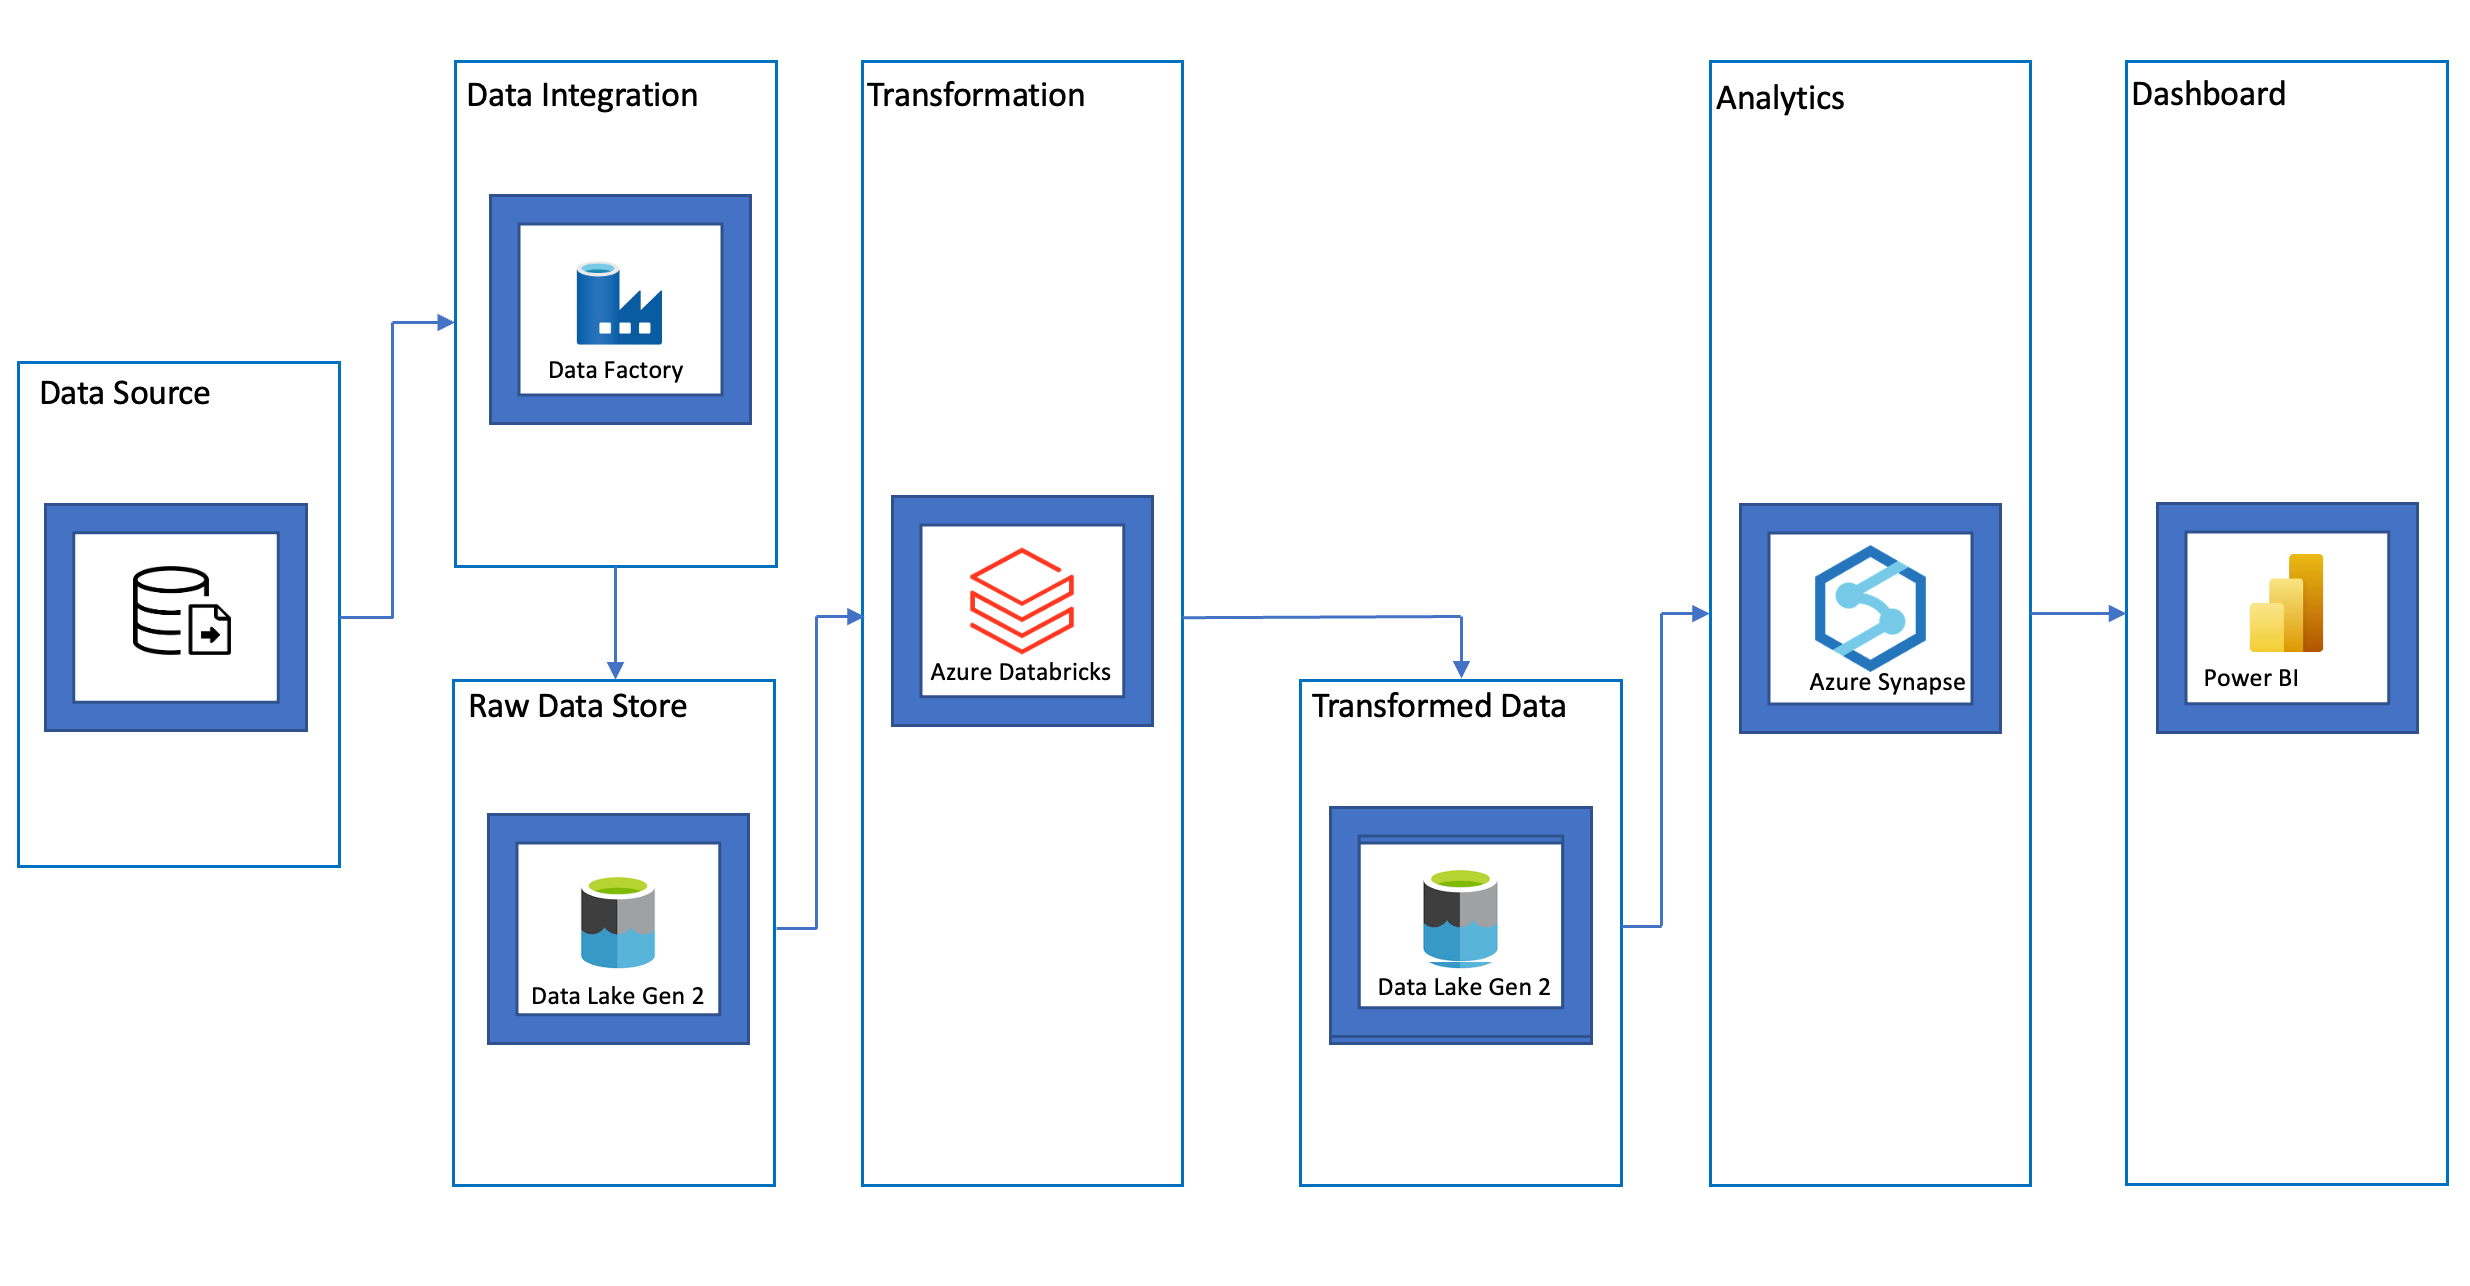 Data Source
Data Integration
Data Factory
Raw Data Store
Data Lake Gen 2
Transformation
Azure Databricks
Transformed Data
Data Lake Gen 2
Analytics
Azure Synapse
Dashboard
Power BI